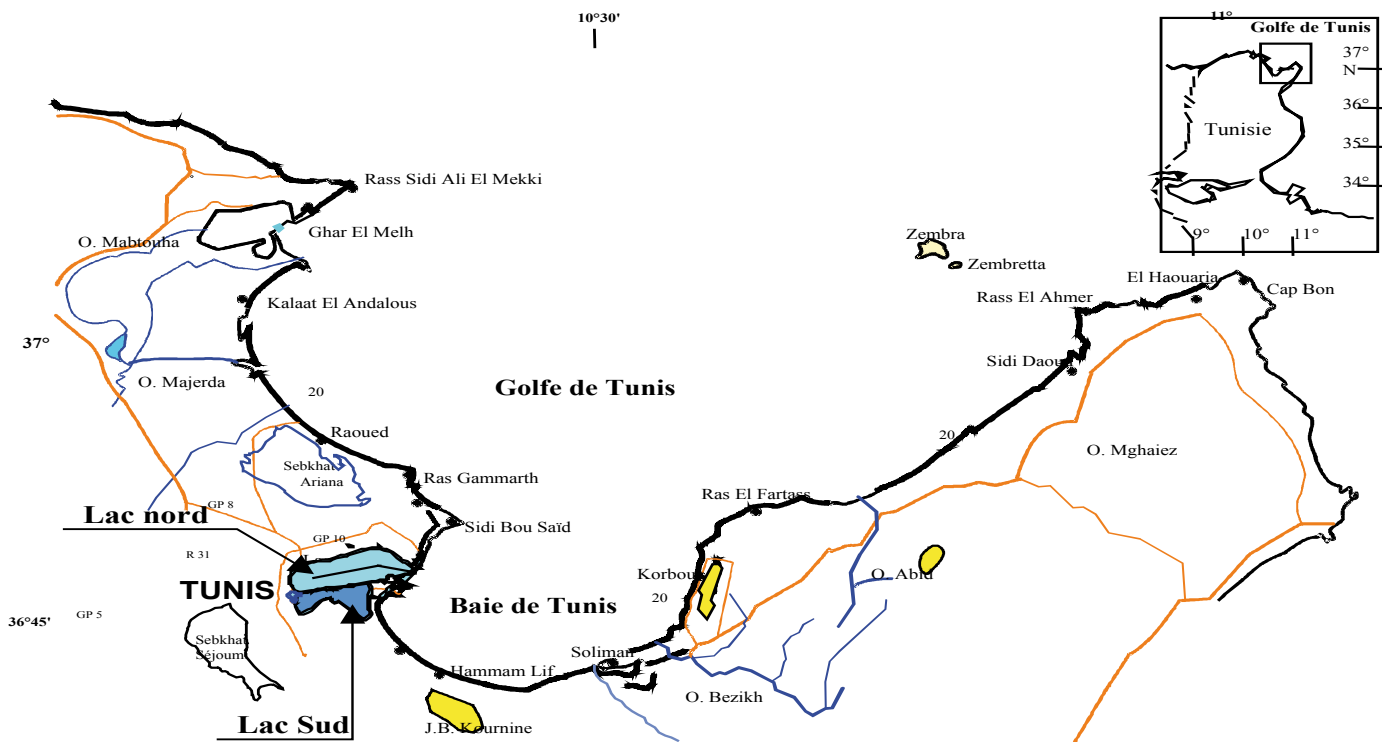 10°30'
11°
Golfe de Tunis
37°
N
36°
Tunisie
35°
34°
9°
10°
11°
Rass Sidi Ali El Mekki
Ghar El Melh
O. Mabtouha
Zembra
Zembretta
El Haouaria
Cap Bon
Rass El Ahmer
Kalaat El Andalous
37°
Sidi Daoud
O. Majerda
Golfe de Tunis
20
Raoued
20
O. Mghaiez
Sebkhat
Ariana
Ras Gammarth
Ras El Fartass
GP 8
Lac nord
Sidi Bou Saïd
GP 10
R 31
Korbous
O. Abid
TUNIS
20
Baie de Tunis
GP 5
36°45'
Sebkhat
Séjoumi
Soliman
Hammam Lif
O. Bezikh
Lac Sud
J.B. Kournine